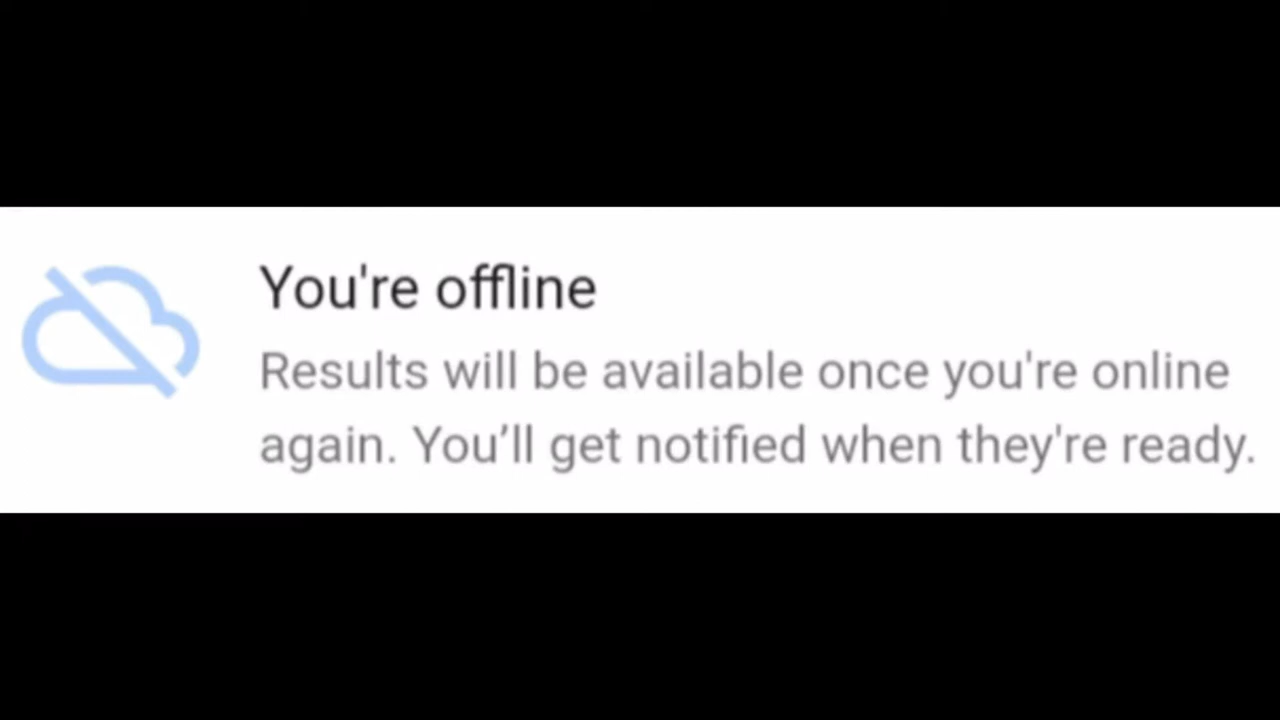 You're offline
Results will be available once you're online
again. You’ll get notified when they're ready.